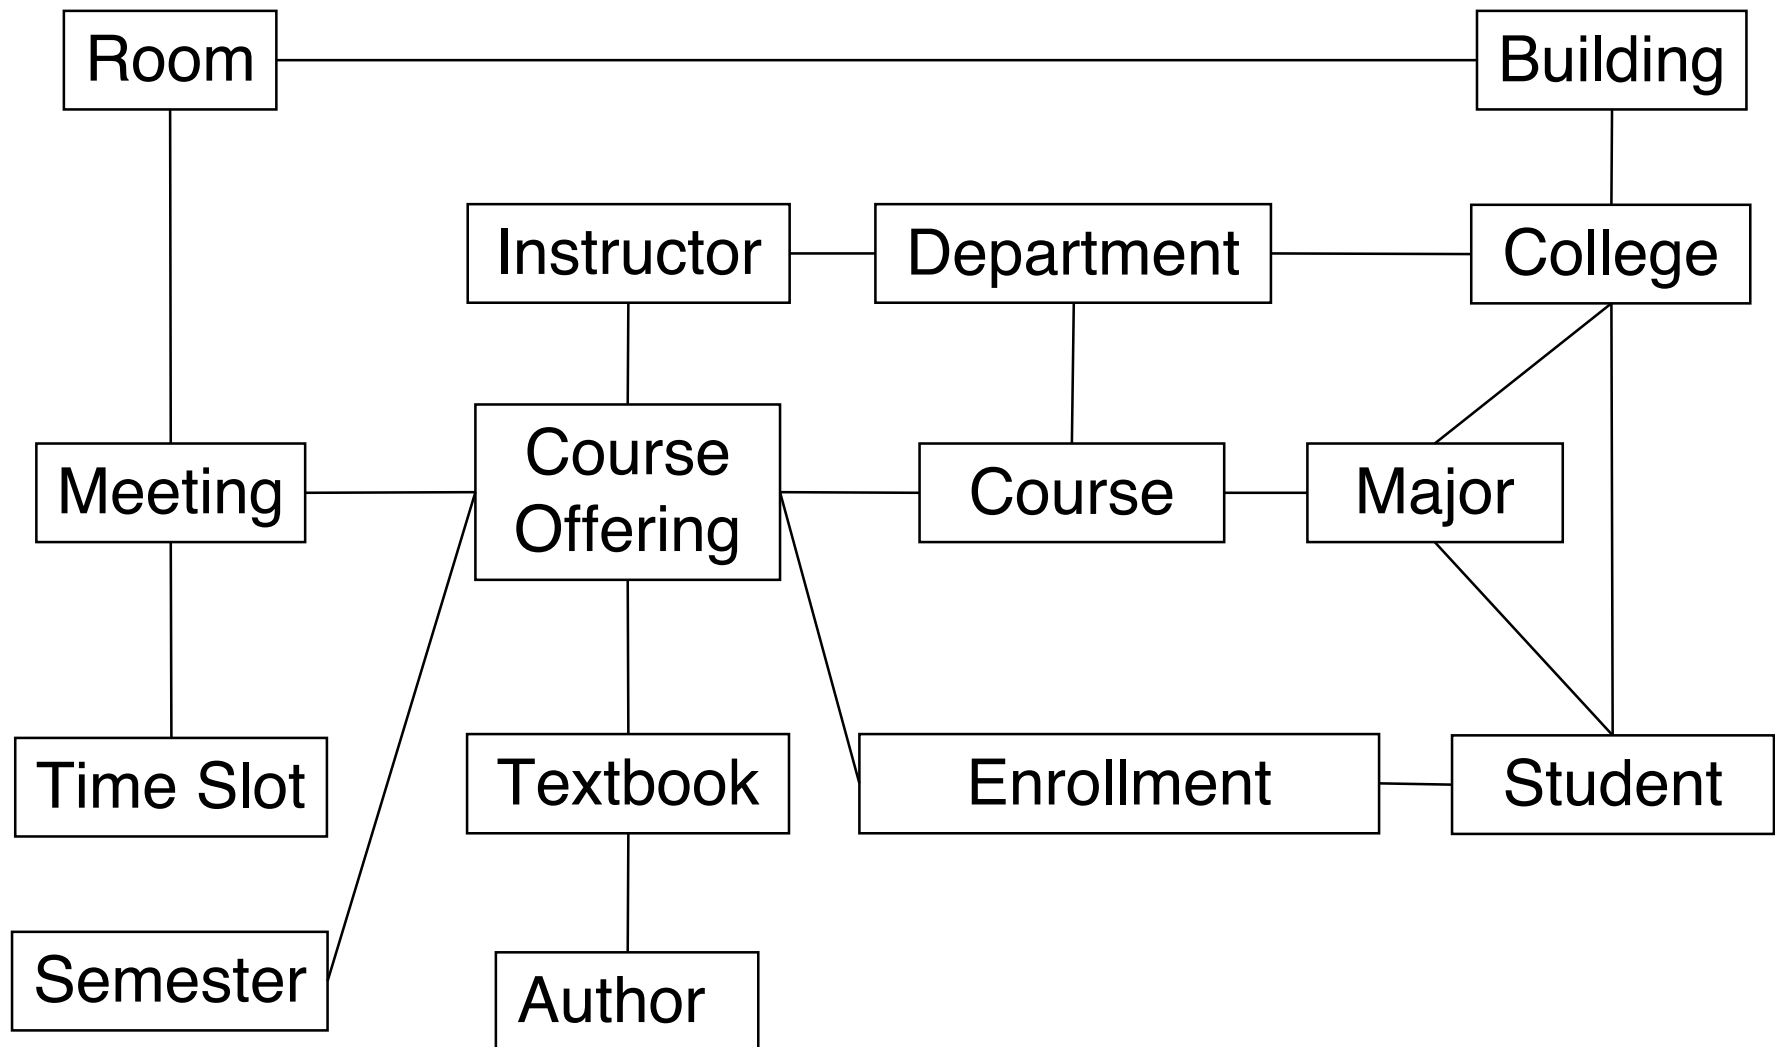 Room
Building
Instructor
Department
College
Course
Offering
Meeting
Course
Major
Time Slot
Textbook
Enrollment
Student
Semester
Author